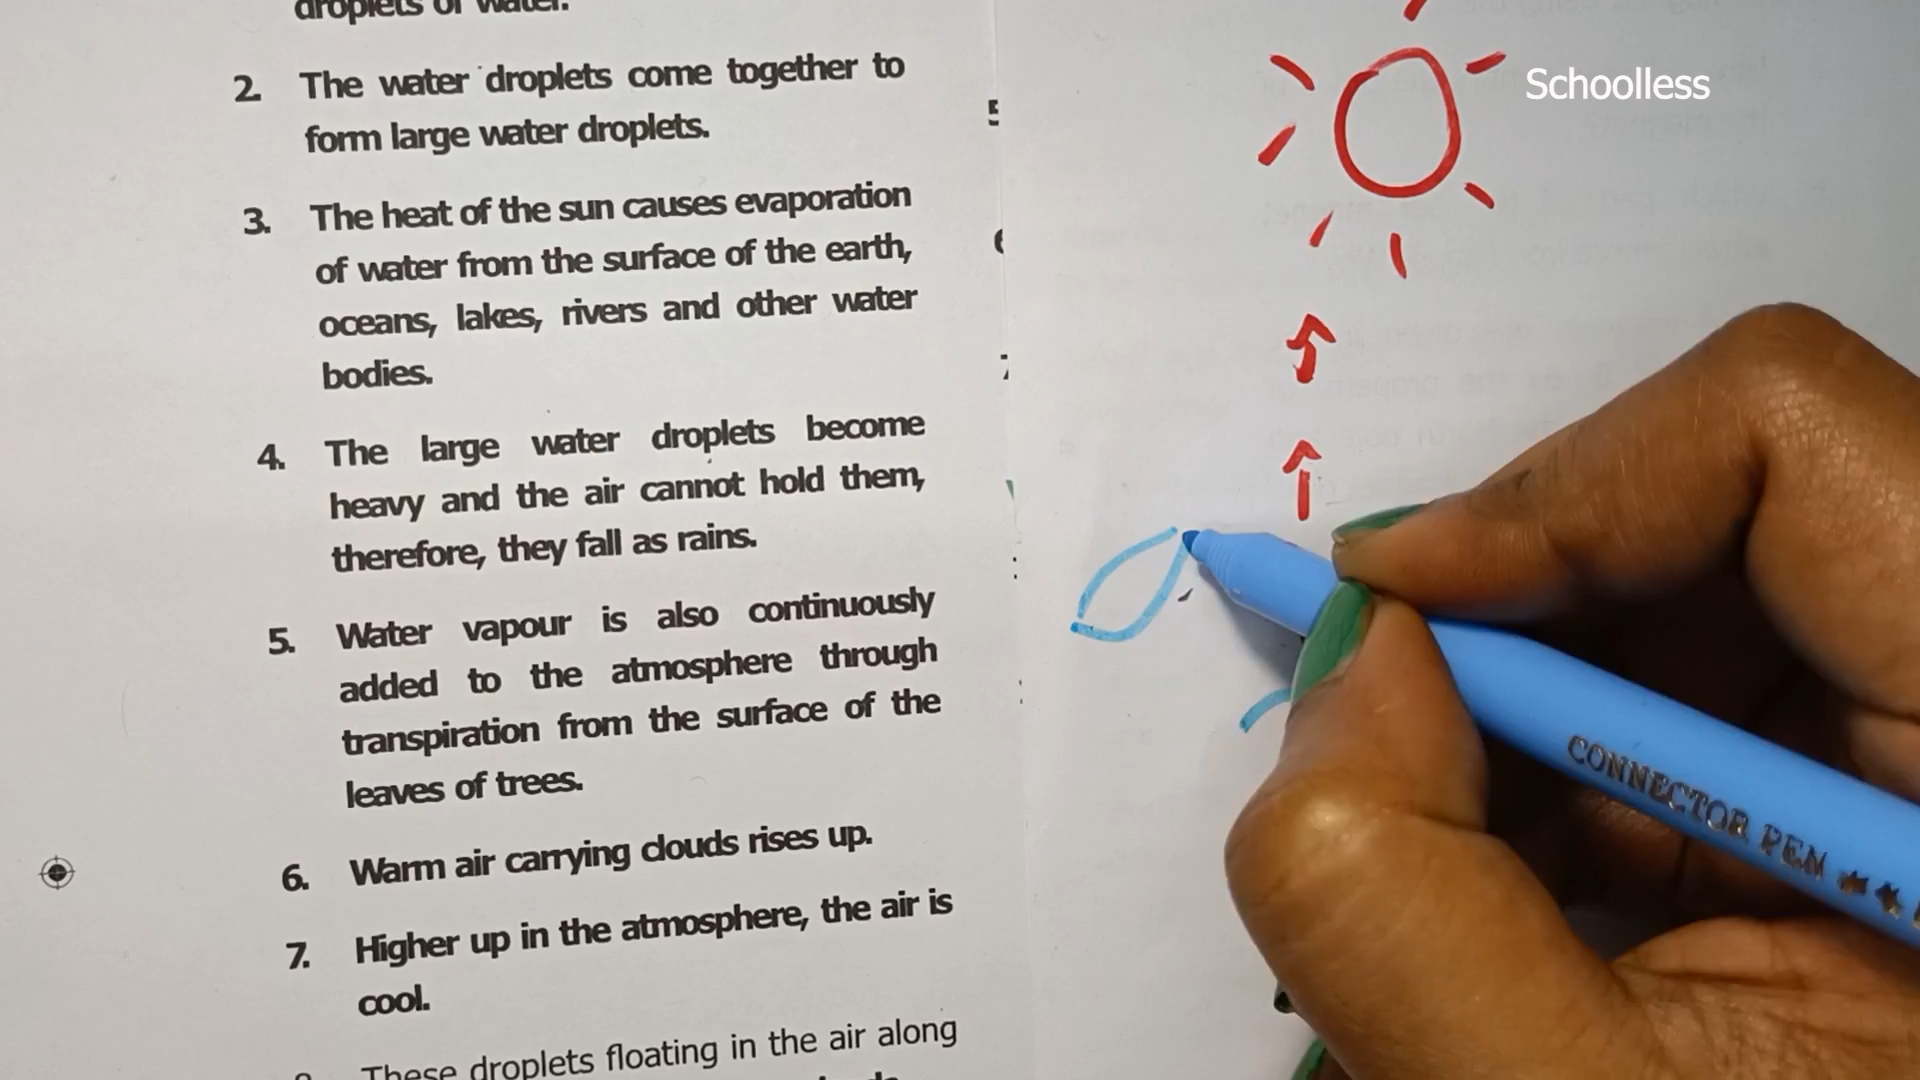 droplets of water.
2. The water droplets come together to
form large water droplets.
3. The heat of the sun causes evaporation
of water from the surface of the earth,
oceans, lakes, rivers and other water
bodies.
4. The large water droplets become
heavy and the air cannot hold them,
therefore, they fall as rains.
5. Water vapour is also continuously
added to the atmosphere through
transpiration from the surface of the
leaves of trees.
6. Warm air carrying clouds rises up.
7. Higher up in the atmosphere, the air is
cool.
These droplets floating in the air along
Schoolless
CONNECTOR PEN